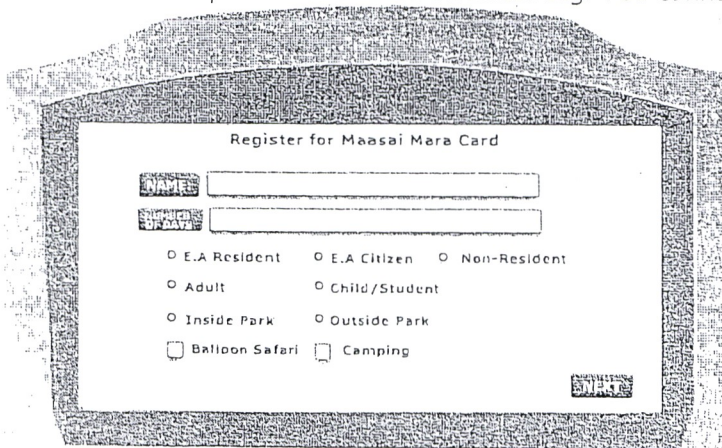 Register for Maasai Mara Card
NAME
NUMBER OF DAYS
E.A Resident E.A Citizen Non-Resident
Adult Child/Student
Inside Park Outside Park
Balloon Safari Camping
NEXT